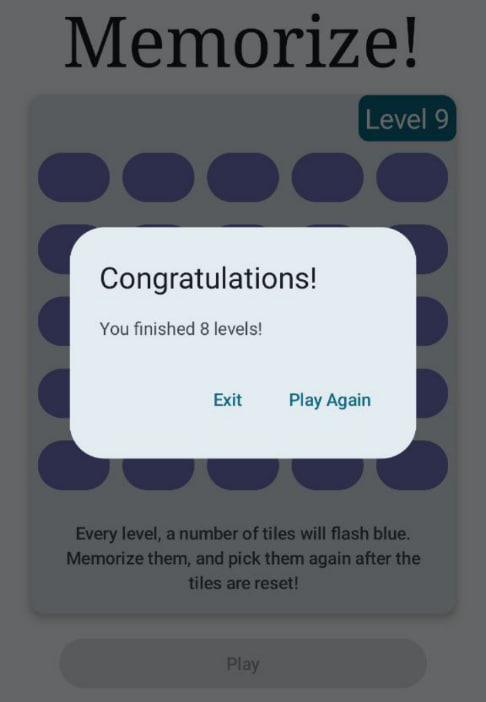 Memorize!
Level 9
Congratulations!
You finished 8 levels!
Exit
Play Again
Every level, a number of tiles will flash blue.
Memorize them, and pick them again after the
tiles are reset!
Play